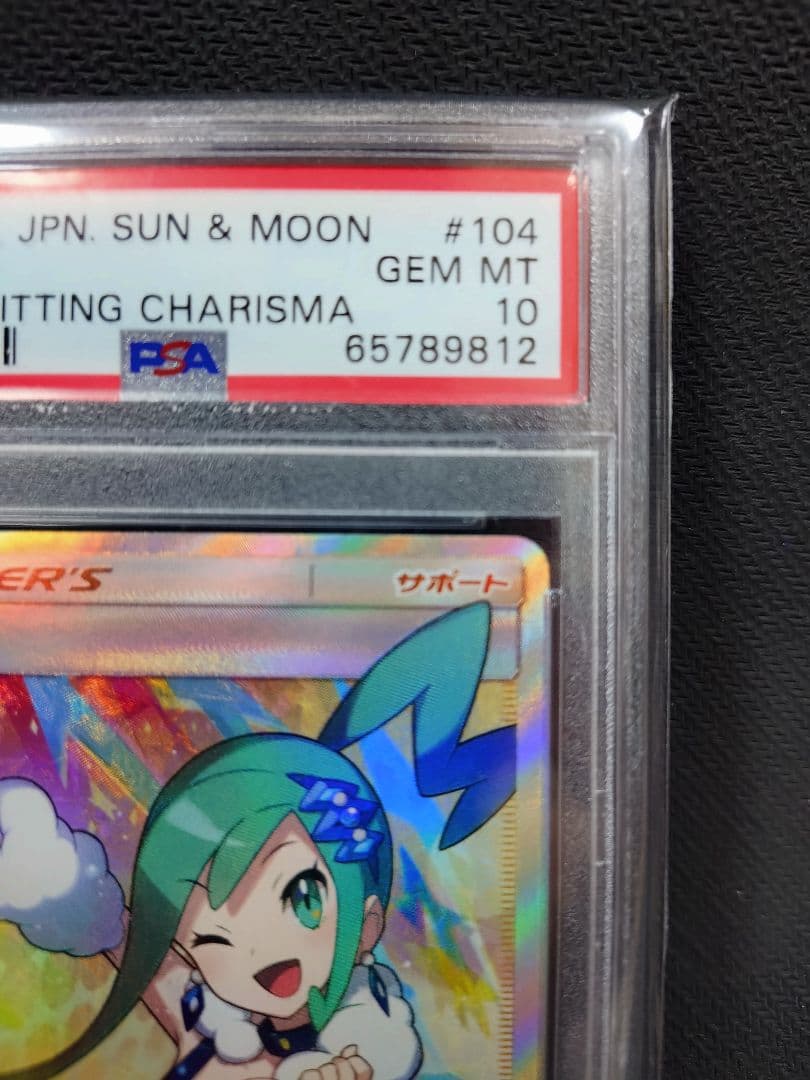 JPN. SUN & MOON #104
GEM MT
ITTING CHARISMA 10
PSA 65789812
ER'S サポート